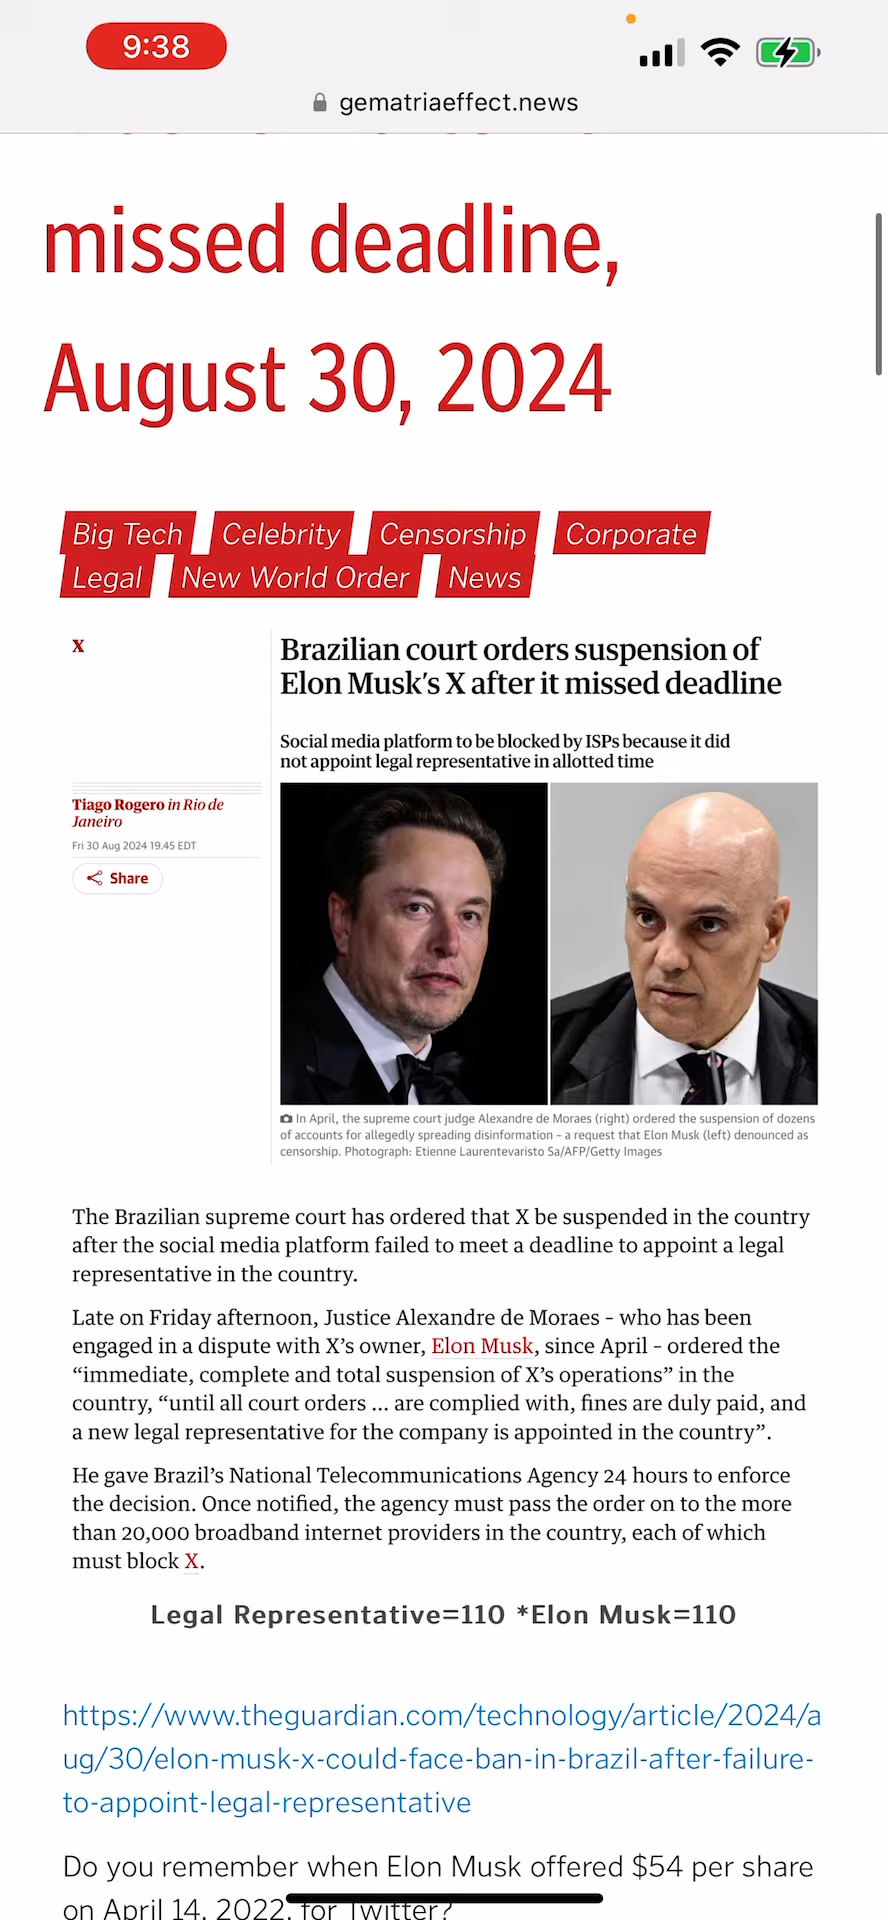 9:38
gematriaeffect.news
missed deadline,
August 30, 2024
Big Tech Celebrity Censorship Corporate
Legal New World Order News
X
Brazilian court orders suspension of
Elon Musk's X after it missed deadline
Social media platform to be blocked by ISPs because it did
not appoint legal representative in allotted time
Tiago Rogero in Rio de
Janeiro
Fri 30 Aug 2024 19.45 EDT
Share
In April, the supreme court judge Alexandre de Moraes (right) ordered the suspension of dozens
of accounts for allegedly spreading disinformation – a request that Elon Musk (left) denounced as
censorship. Photograph: Etienne Laurentevaristo Sa/AFP/Getty Images
The Brazilian supreme court has ordered that X be suspended in the country
after the social media platform failed to meet a deadline to appoint a legal
representative in the country.
Late on Friday afternoon, Justice Alexandre de Moraes – who has been
engaged in a dispute with X's owner, Elon Musk, since April – ordered the
“immediate, complete and total suspension of X's operations” in the
country, “until all court orders … are complied with, fines are duly paid, and
a new legal representative for the company is appointed in the country”.
He gave Brazil's National Telecommunications Agency 24 hours to enforce
the decision. Once notified, the agency must pass the order on to the more
than 20,000 broadband internet providers in the country, each of which
must block X.
Legal Representative=110 *Elon Musk=110
https://www.theguardian.com/technology/article/2024/a
ug/30/elon-musk-x-could-face-ban-in-brazil-after-failure-
to-appoint-legal-representative
Do you remember when Elon Musk offered $54 per share
on April 14, 2022, for Twitter?